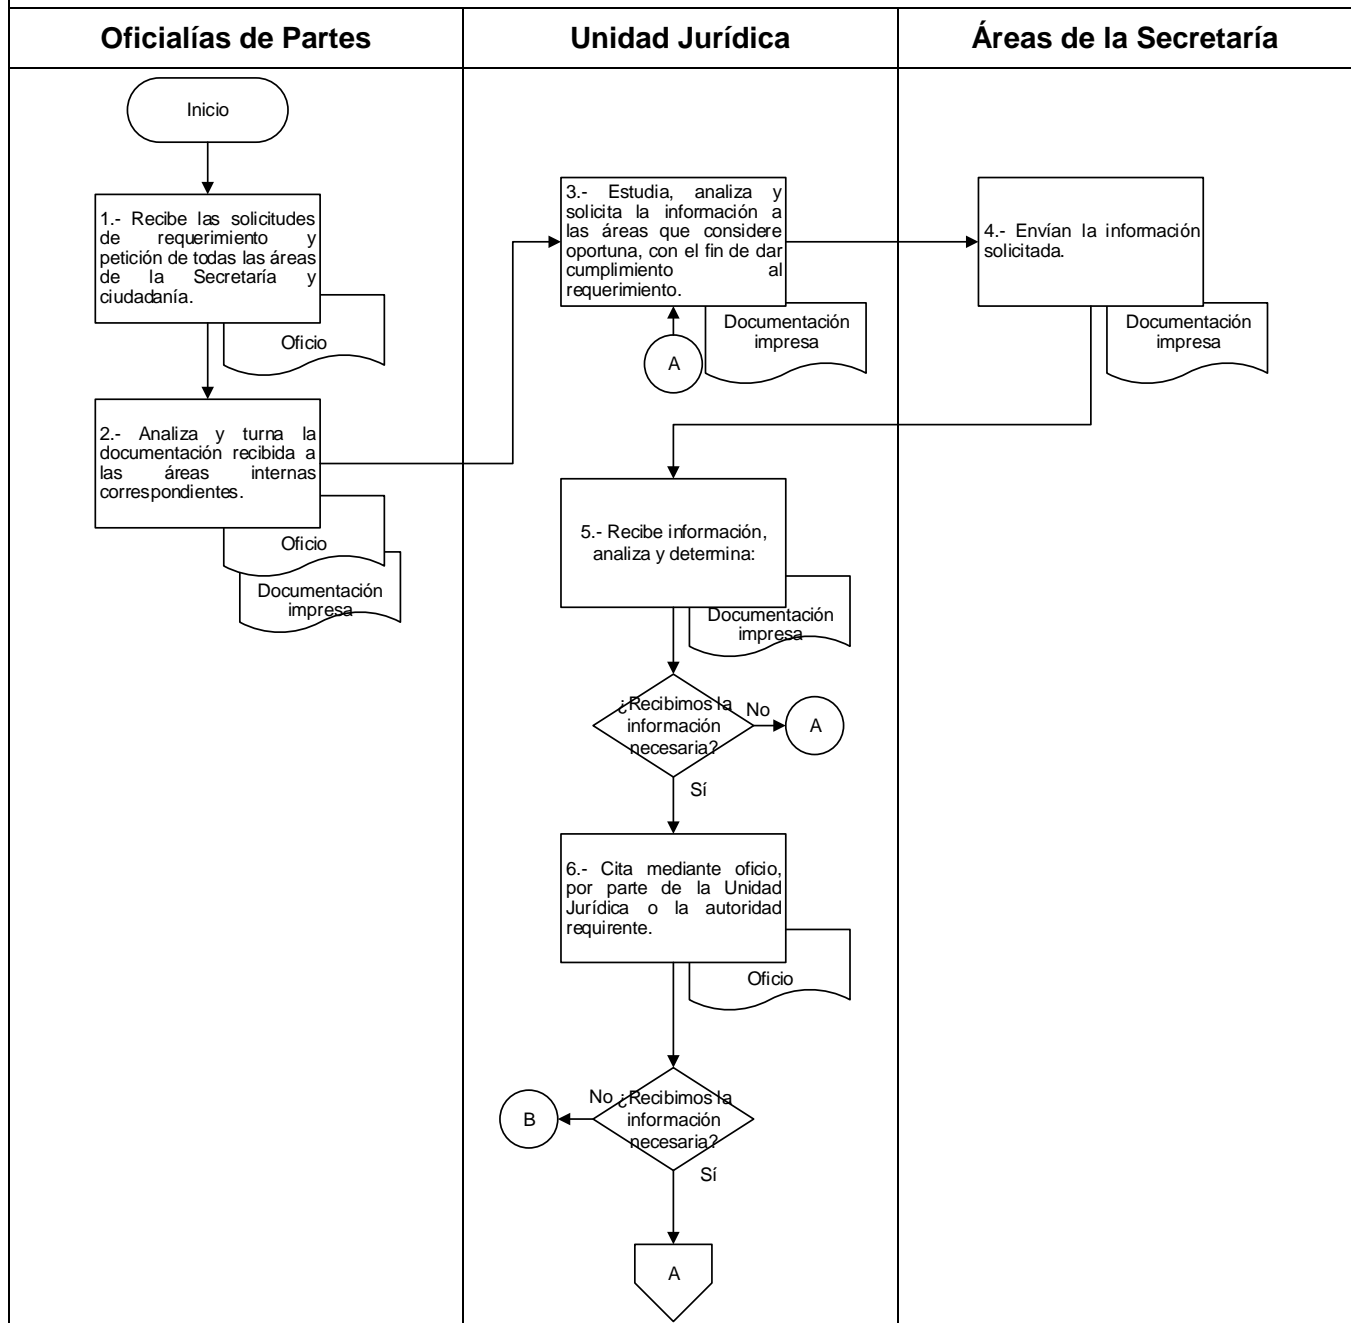 Oficialías de Partes
Unidad Jurídica
Áreas de la Secretaría
Inicio
1.- Recibe las solicitudes
de requerimiento y
petición de todas las áreas
de la Secretaría y
ciudadanía.
Oficio
2.- Analiza y turna la
documentación recibida a
las áreas internas
correspondientes.
Oficio
Documentación
impresa
3.- Estudia, analiza y
solicita la información a
las áreas que considere
oportuna, con el fin de dar
cumplimiento al
requerimiento.
Documentación
impresa
A
4.- Envían la información
solicitada.
Documentación
impresa
5.- Recibe información,
analiza y determina:
Documentación
impresa
¿Recibimos la
información
necesaria?
No
A
Sí
6.- Cita mediante oficio,
por parte de la Unidad
Jurídica o la autoridad
requirente.
Oficio
¿Recibimos la
información
necesaria?
No
B
Sí
A